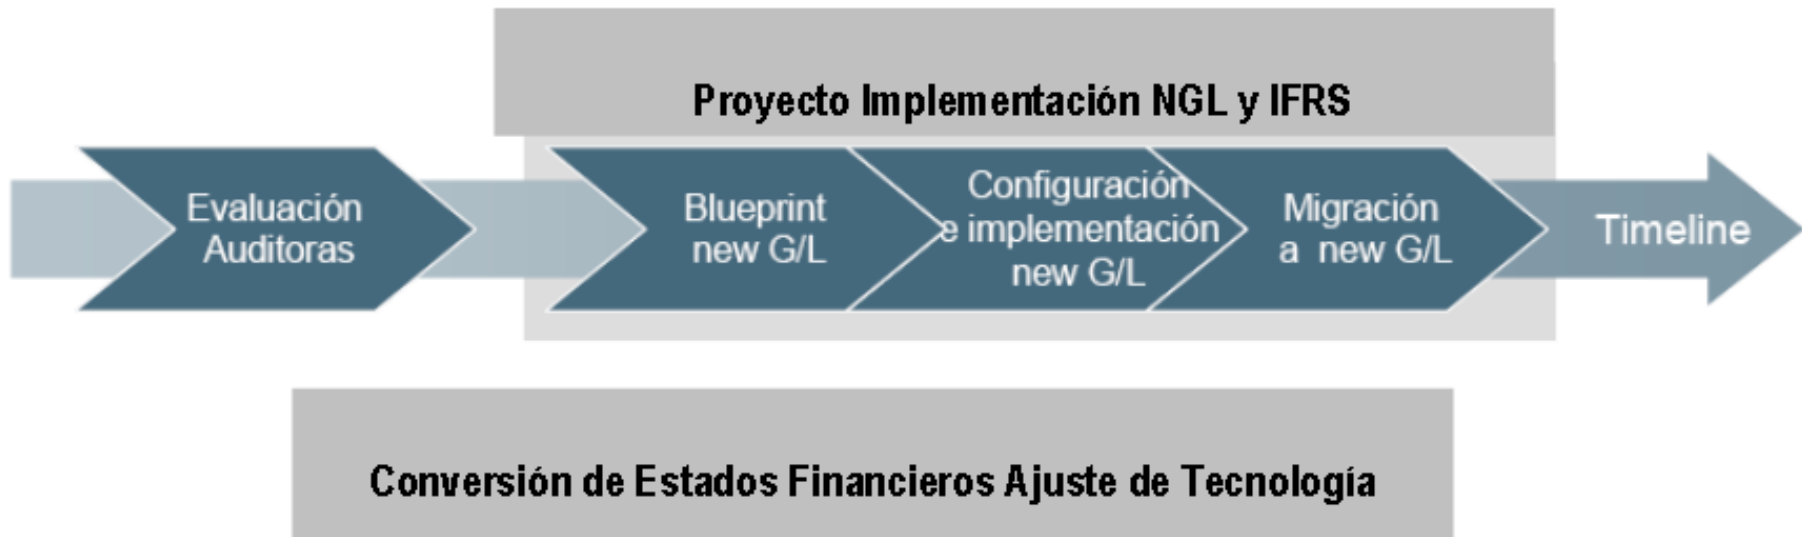 Proyecto Implementación NGL y IFRS
Evaluación
Auditoras
Blueprint
new G/L
Configuración
e implementación
new G/L
Migración
a new G/L
Timeline
Conversión de Estados Financieros Ajuste de Tecnología